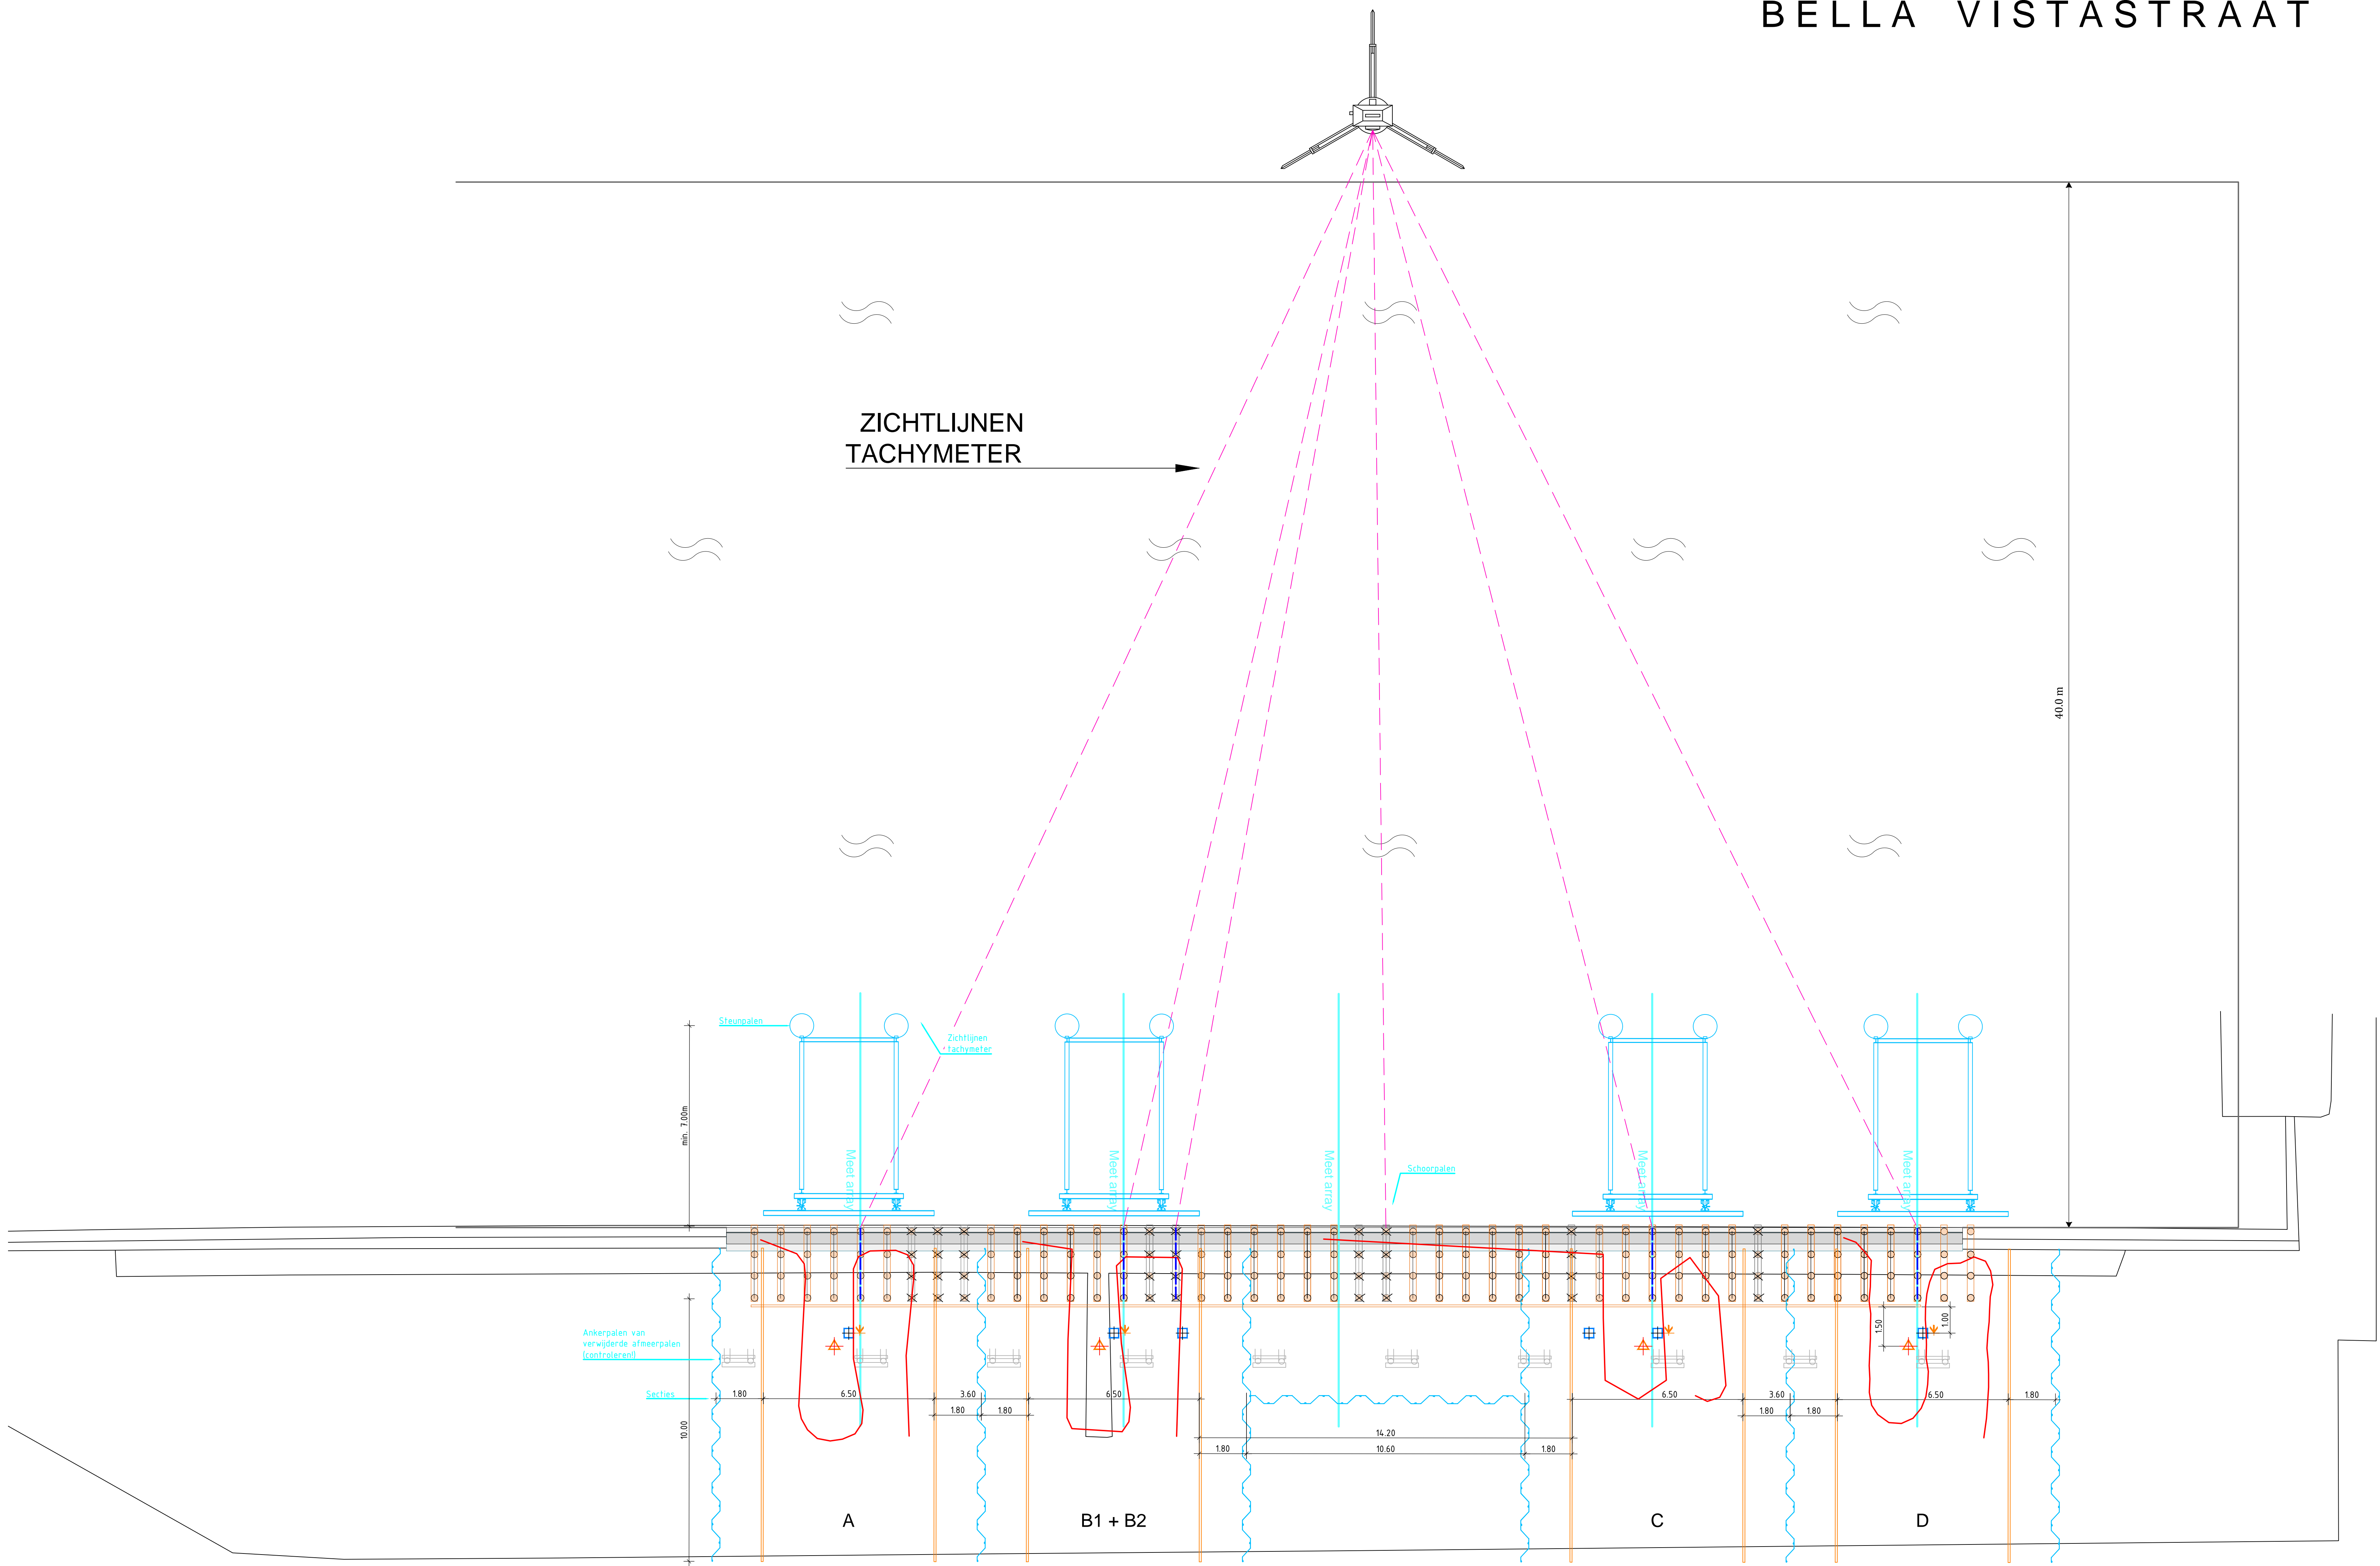 BELLA VISTASTRAAT
ZICHTLIJNEN
TACHYMETER
40.0 m
Steunpalen
Zichtlijnen
tachymeter
min. 7.00m
Meet array
Meet array
Meet array
Meet array
Meet array
Schoorpalen
Ankerpalen van
verwijderde afmeerpalen
(controleren!)
1.50
1.00
Secties
1.80
6.50
3.60
6.50
6.50
3.60
6.50
1.80
1.80
1.80
1.80
1.80
10.00
14.20
1.80
10.60
1.80
A
B1 + B2
C
D